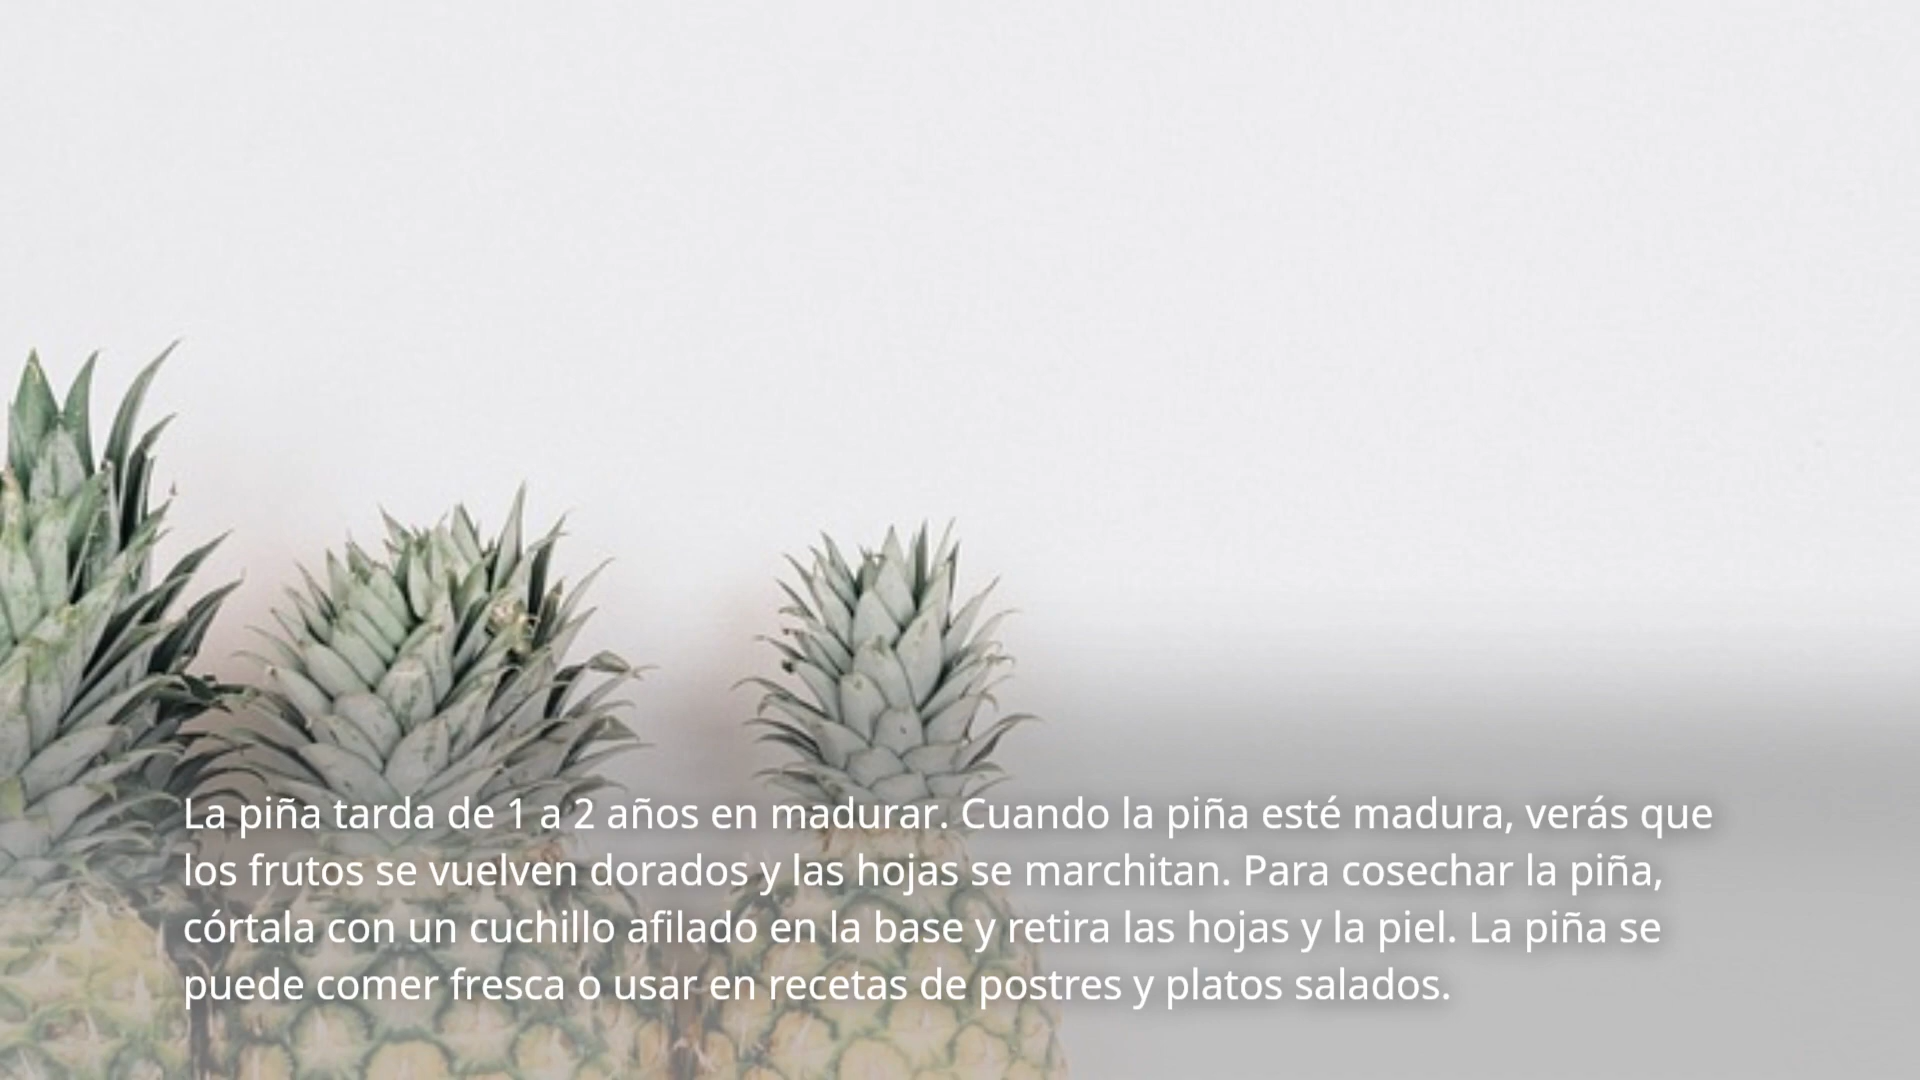 La piña tarda de 1 a 2 años en madurar. Cuando la piña esté madura, verás que
los frutos se vuelven dorados y las hojas se marchitan. Para cosechar la piña,
córtala con un cuchillo afilado en la base y retira las hojas y la piel. La piña se
puede comer fresca o usar en recetas de postres y platos salados.